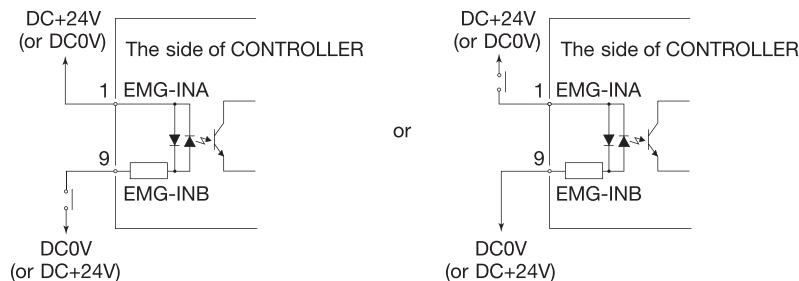 DC+24V
(or DC0V)
The side of CONTROLLER
1 EMG-INA
9
EMG-INB
DC0V
(or DC+24V)
or
DC+24V
(or DC0V)
The side of CONTROLLER
1 EMG-INA
9
EMG-INB
DC0V
(or DC+24V)